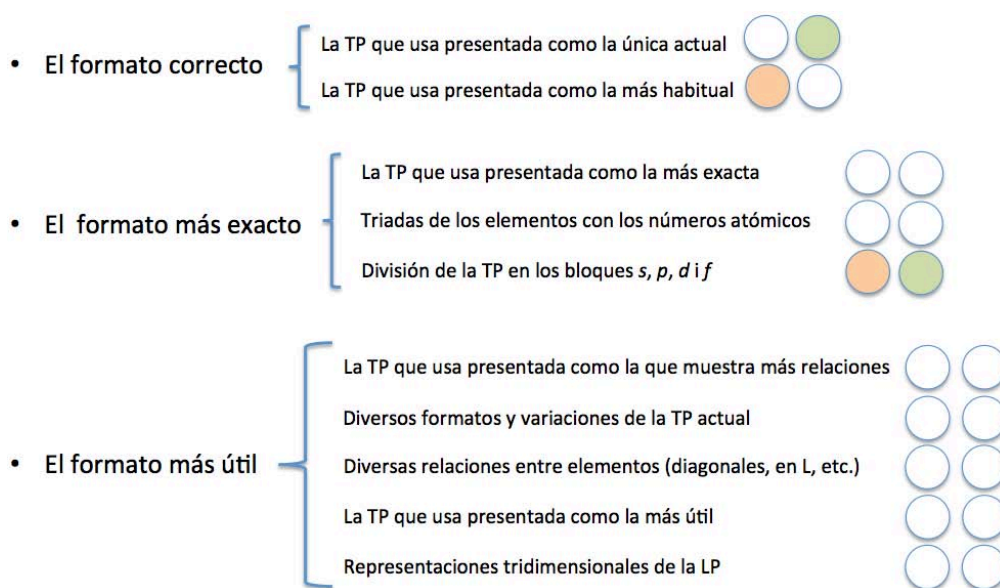 • El formato correcto
La TP que usa presentada como la única actual
La TP que usa presentada como la más habitual
• El formato más exacto
La TP que usa presentada como la más exacta
Triadas de los elementos con los números atómicos
División de la TP en los bloques s, p, d i f
• El formato más útil
La TP que usa presentada como la que muestra más relaciones
Diversos formatos y variaciones de la TP actual
Diversas relaciones entre elementos (diagonales, en L, etc.)
La TP que usa presentada como la más útil
Representaciones tridimensionales de la LP